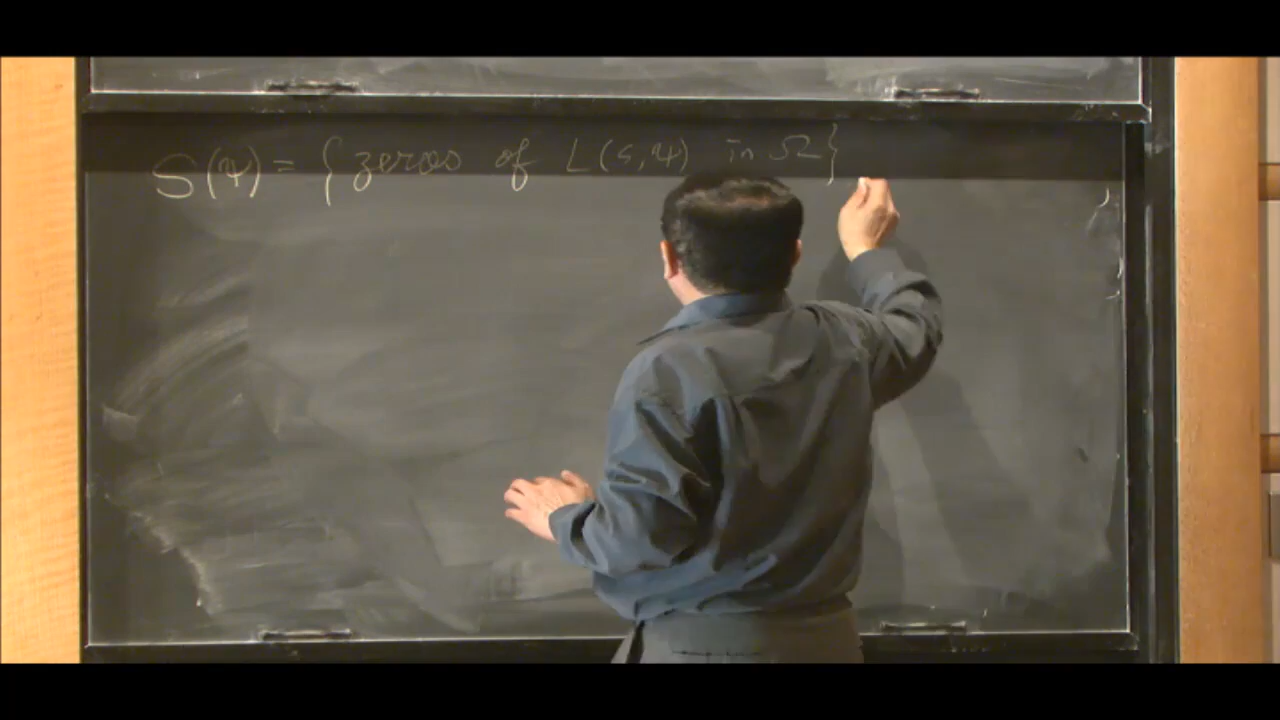 S(Ψ) = { zeros of L(s,Ψ) in Ω }